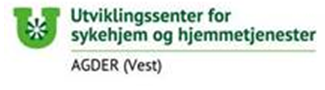 Utviklingssenter for
sykehjem og hjemmetjenester
AGDER (Vest)